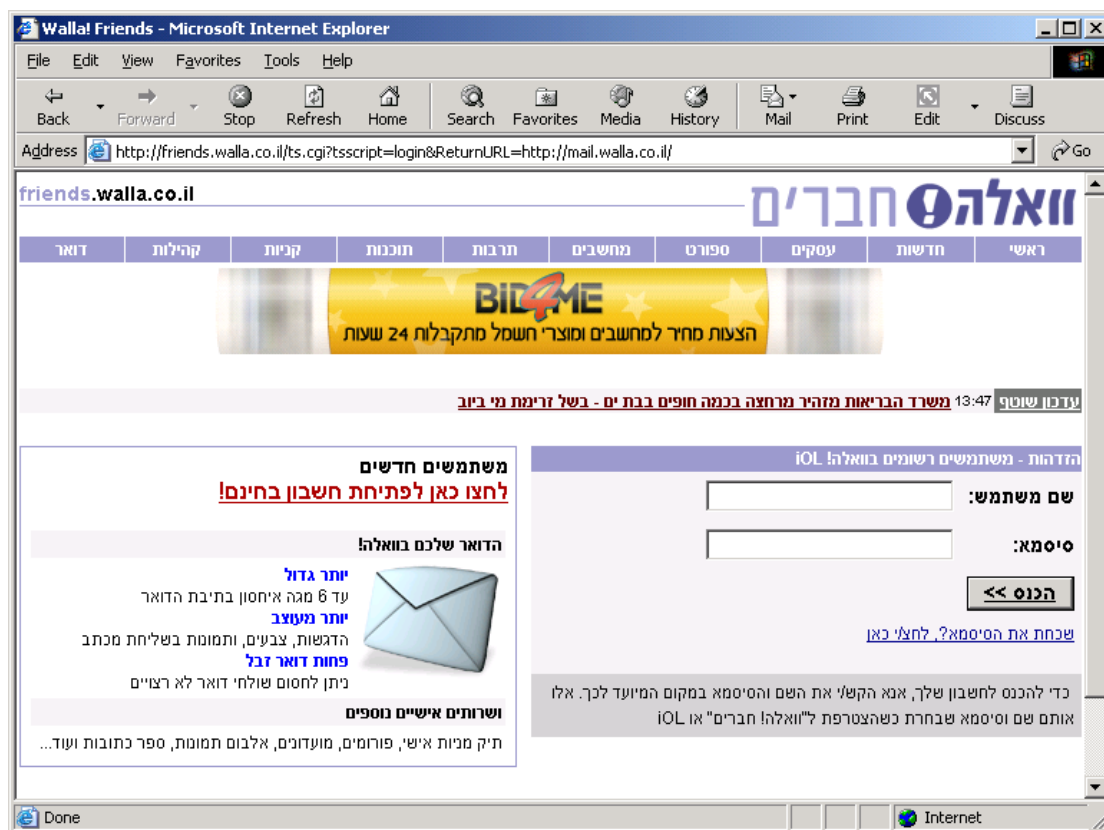 Walla! Friends - Microsoft Internet Explorer
File Edit View Favorites Tools Help
Back Forward Stop Refresh Home Search Favorites Media History Mail Print Edit Discuss
Address http://friends.walla.co.il/ts.cgi?tsscript=login&ReturnURL=http://mail.walla.co.il/ Go
friends.walla.co.il
וואלה! חברים
ראשי חדשות עסקים ספורט מחשבים תרבות תוכנות קניות קהילות דואר
BID4ME
הצעות מחיר למחשבים ומוצרי חשמל מתקבלות 24 שעות
עדכון שוטף 13:47 משרד הבריאות מזהיר מרחצה בכמה חופים בבת ים - בשל זרימת מי ביוב
הזדהות - משתמשים רשומים בוואלה! iOL
שם משתמש:
סיסמא:
הכנס >>
שכחת את הסיסמא?, לחצ/י כאן
כדי להכנס לחשבון שלך, אנא הקש/י את השם והסיסמא במקום המיועד לכך. אלו
אותם שם וסיסמא שבחרת כשהצטרפת ל"וואלה! חברים" או iOL
משתמשים חדשים
לחצו כאן לפתיחת חשבון בחינם!
הדואר שלכם בוואלה!
יותר גדול
עד 6 מגה איחסון בתיבת הדואר
יותר מעוצב
הדגשות, צבעים, ותמונות בשליחת מכתב
פחות דואר זבל
ניתן לחסום שולחי דואר לא רצויים
ושרותים אישיים נוספים
תיק מניות אישי, פורומים, מועדונים, אלבום תמונות, ספר כתובות ועוד...
Done Internet